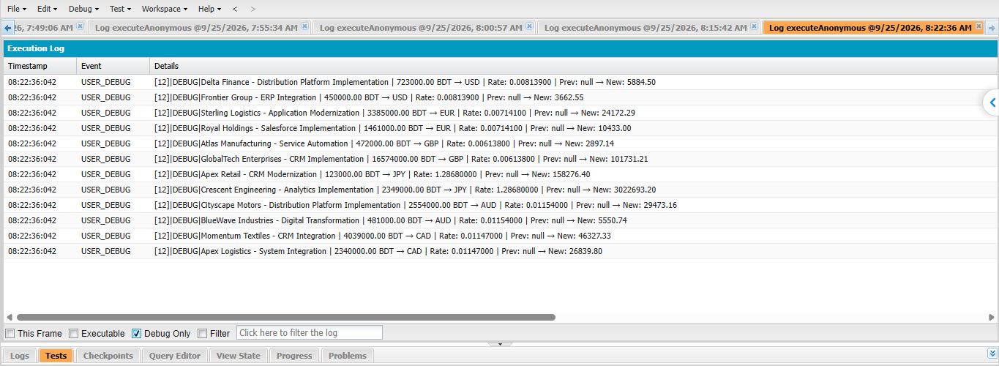 File Edit Debug Test Workspace Help < >
26, 7:49:06 AM Log executeAnonymous @9/25/2026, 7:55:34 AM Log executeAnonymous @9/25/2026, 8:00:57 AM Log executeAnonymous @9/25/2026, 8:15:42 AM Log executeAnonymous @9/25/2026, 8:22:36 AM
Execution Log
Timestamp Event Details
08:22:36:042 USER_DEBUG [12]|DEBUG|Delta Finance - Distribution Platform Implementation | 723000.00 BDT → USD | Rate: 0.00813900 | Prev: null → New: 5884.50
08:22:36:042 USER_DEBUG [12]|DEBUG|Frontier Group - ERP Integration | 450000.00 BDT → USD | Rate: 0.00813900 | Prev: null → New: 3662.55
08:22:36:042 USER_DEBUG [12]|DEBUG|Sterling Logistics - Application Modernization | 3385000.00 BDT → EUR | Rate: 0.00714100 | Prev: null → New: 24172.29
08:22:36:042 USER_DEBUG [12]|DEBUG|Royal Holdings - Salesforce Implementation | 1461000.00 BDT → EUR | Rate: 0.00714100 | Prev: null → New: 10433.00
08:22:36:042 USER_DEBUG [12]|DEBUG|Atlas Manufacturing - Service Automation | 472000.00 BDT → GBP | Rate: 0.00613800 | Prev: null → New: 2897.14
08:22:36:042 USER_DEBUG [12]|DEBUG|GlobalTech Enterprises - CRM Implementation | 16574000.00 BDT → GBP | Rate: 0.00613800 | Prev: null → New: 101731.21
08:22:36:042 USER_DEBUG [12]|DEBUG|Apex Retail - CRM Modernization | 123000.00 BDT → JPY | Rate: 1.28680000 | Prev: null → New: 158276.40
08:22:36:042 USER_DEBUG [12]|DEBUG|Crescent Engineering - Analytics Implementation | 2349000.00 BDT → JPY | Rate: 1.28680000 | Prev: null → New: 3022693.20
08:22:36:042 USER_DEBUG [12]|DEBUG|Cityscape Motors - Distribution Platform Implementation | 2554000.00 BDT → AUD | Rate: 0.01154000 | Prev: null → New: 29473.16
08:22:36:042 USER_DEBUG [12]|DEBUG|BlueWave Industries - Digital Transformation | 481000.00 BDT → AUD | Rate: 0.01154000 | Prev: null → New: 5550.74
08:22:36:042 USER_DEBUG [12]|DEBUG|Momentum Textiles - CRM Integration | 4039000.00 BDT → CAD | Rate: 0.01147000 | Prev: null → New: 46327.33
08:22:36:042 USER_DEBUG [12]|DEBUG|Apex Logistics - System Integration | 2340000.00 BDT → CAD | Rate: 0.01147000 | Prev: null → New: 26839.80
This Frame Executable Debug Only Filter Click here to filter the log
Logs Tests Checkpoints Query Editor View State Progress Problems